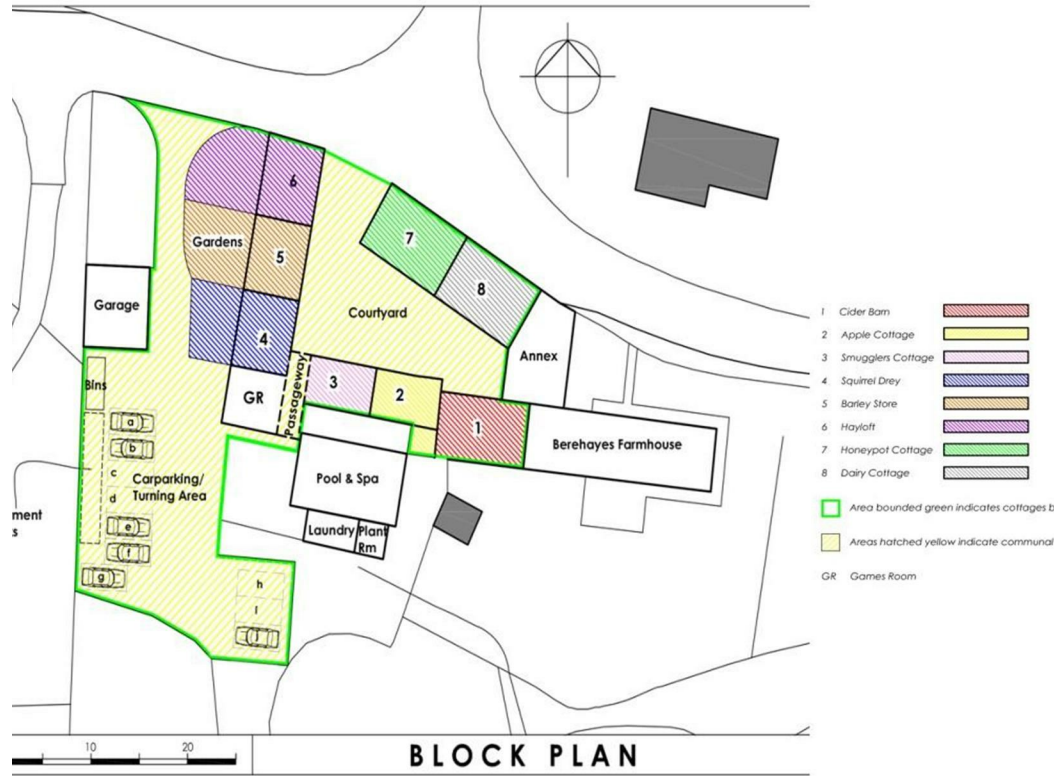 6
7
Gardens
5
8
Courtyard
Garage
4
Annex
Bins
GR
Passageway
3
2
1
Berehayes Farmhouse
a
b
c
d
Carparking/
Turning Area
Pool & Spa
ment
s
e
f
g
Laundry
Plant
Rm
h
i
j
1 Cider Barn
2 Apple Cottage
3 Smugglers Cottage
4 Squirrel Drey
5 Barley Store
6 Hayloft
7 Honeypot Cottage
8 Dairy Cottage
Area bounded green indicates cottages b
Areas hatched yellow indicate communal
GR Games Room
10
20
BLOCK PLAN